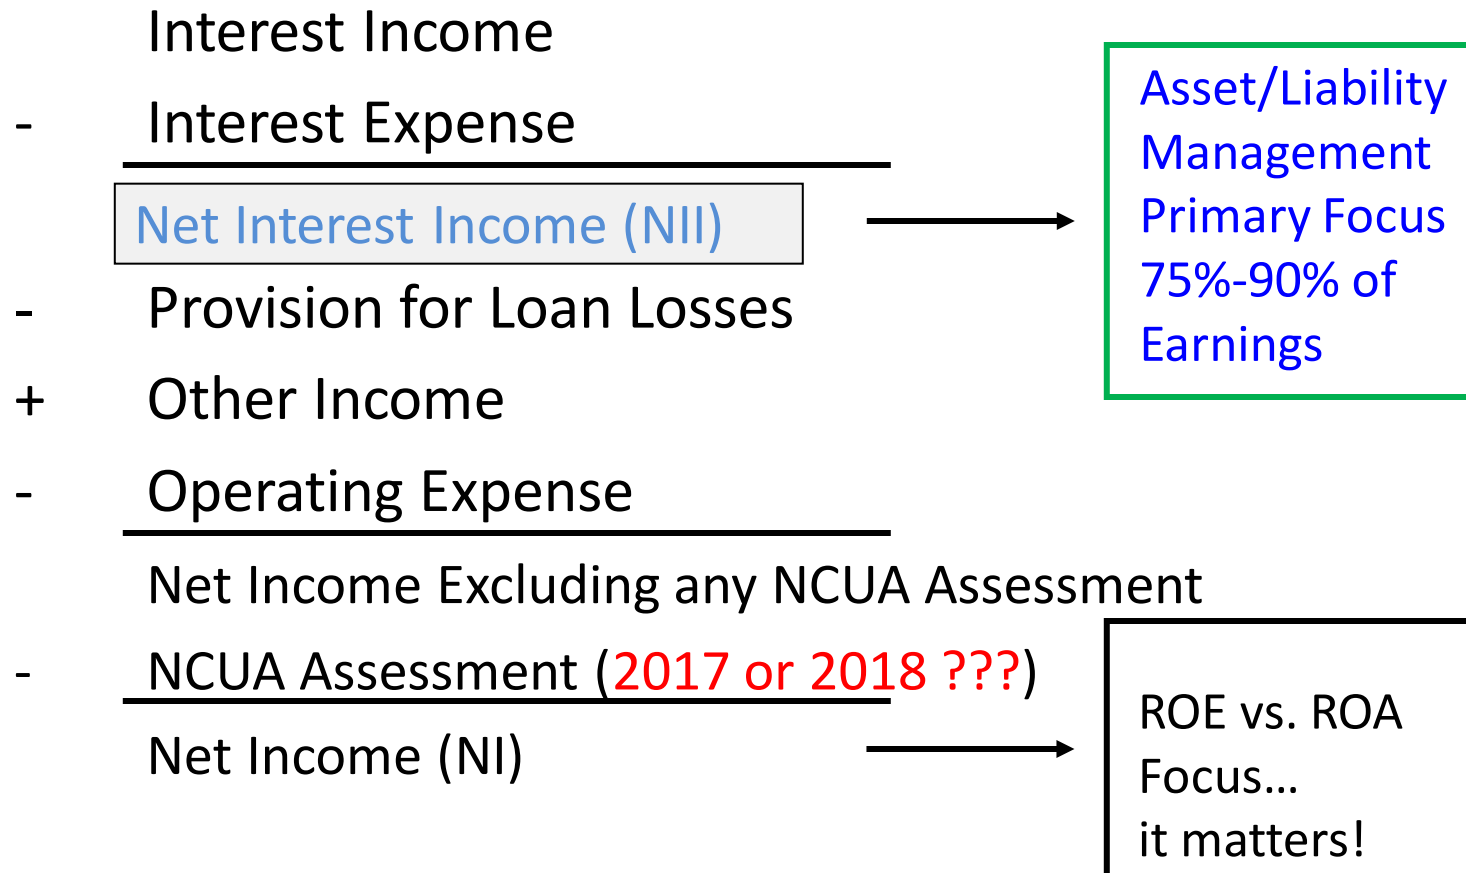 Interest Income
- Interest Expense
Net Interest Income (NII)
- Provision for Loan Losses
+ Other Income
- Operating Expense
Net Income Excluding any NCUA Assessment
- NCUA Assessment (2017 or 2018 ???)
Net Income (NI)
Asset/Liability
Management
Primary Focus
75%-90% of
Earnings
ROE vs. ROA
Focus...
it matters!